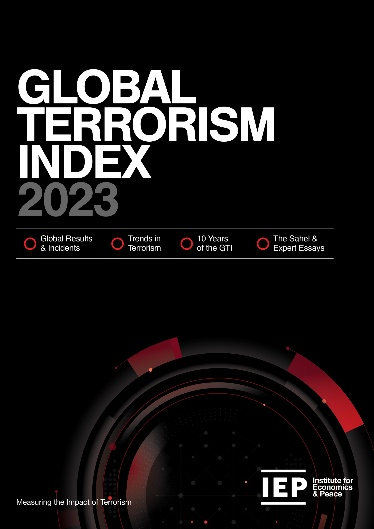 GLOBAL
TERRORISM
INDEX
2023
Global Results
& Incidents
Trends in
Terrorism
10 Years
of the GTI
The Sahel &
Expert Essays
Measuring the Impact of Terrorism
IEP
Institute for
Economics
& Peace